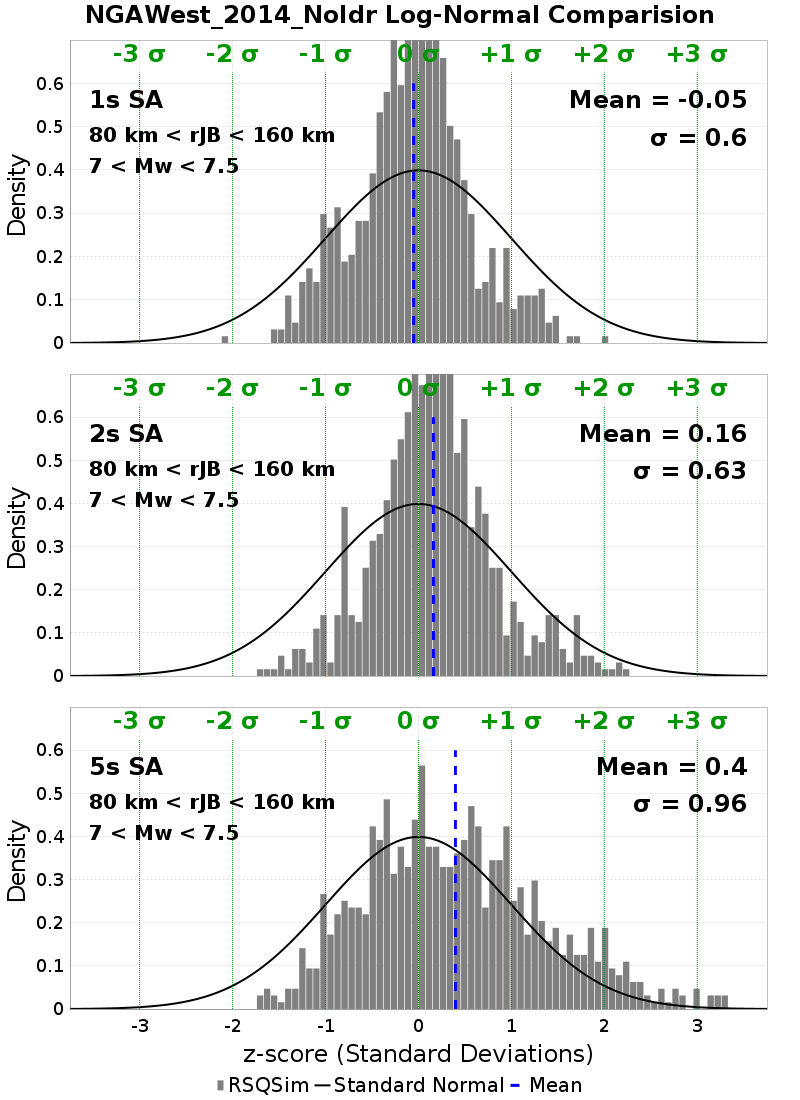 NGAWest_2014_NoIdr Log-Normal Comparision
-3 σ -2 σ -1 σ 0 σ +1 σ +2 σ +3 σ
1s SA
Mean = -0.05
80 km < rJB < 160 km
σ = 0.6
7 < Mw < 7.5
Density
0.6
0.5
0.4
0.3
0.2
0.1
0
-3 σ -2 σ -1 σ 0 σ +1 σ +2 σ +3 σ
2s SA
Mean = 0.16
80 km < rJB < 160 km
σ = 0.63
7 < Mw < 7.5
Density
0.6
0.5
0.4
0.3
0.2
0.1
0
-3 σ -2 σ -1 σ 0 σ +1 σ +2 σ +3 σ
5s SA
Mean = 0.4
80 km < rJB < 160 km
σ = 0.96
7 < Mw < 7.5
Density
0.6
0.5
0.4
0.3
0.2
0.1
0
-3 -2 -1 0 1 2 3
z-score (Standard Deviations)
RSQSim Standard Normal Mean